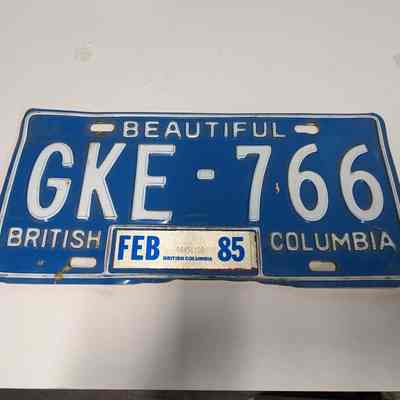 BEAUTIFUL
GKE-766
BRITISH COLUMBIA
FEB 85
BRITISH COLUMBIA